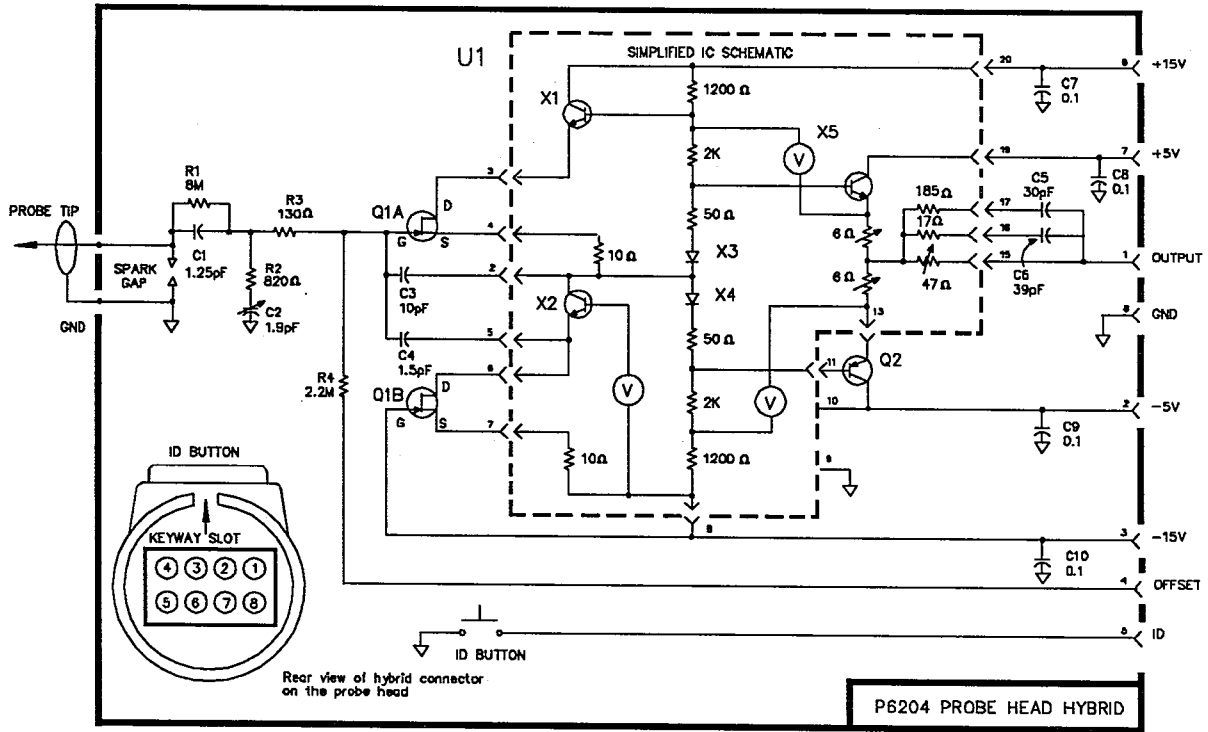 U1
SIMPLIFIED IC SCHEMATIC
20
6
+15V
C7
0.1
1200 Ω
X1
X5
V
2K
19
7
+5V
C8
0.1
R1
8M
3
PROBE TIP
R3
130Ω
Q1A
D
G
S
4
50 Ω
185Ω
17
C5
30pF
17Ω
16
6Ω
C1
1.25pF
SPARK
GAP
R2
820Ω
10Ω
X3
15
1
OUTPUT
2
C3
10pF
X2
X4
6Ω
47Ω
C6
39pF
C2
1.9pF
GND
13
8
GND
5
C4
1.5pF
50 Ω
Q2
R4
2.2M
6
11
Q1B
D
G
S
V
2K
V
10
2
-5V
7
C9
0.1
10Ω
1200 Ω
9
ID BUTTON
KEYWAY SLOT
3
-15V
4 3 2 1
5 6 7 8
C10
0.1
4
OFFSET
5
ID
ID BUTTON
Rear view of hybrid connector
on the probe head
P6204 PROBE HEAD HYBRID